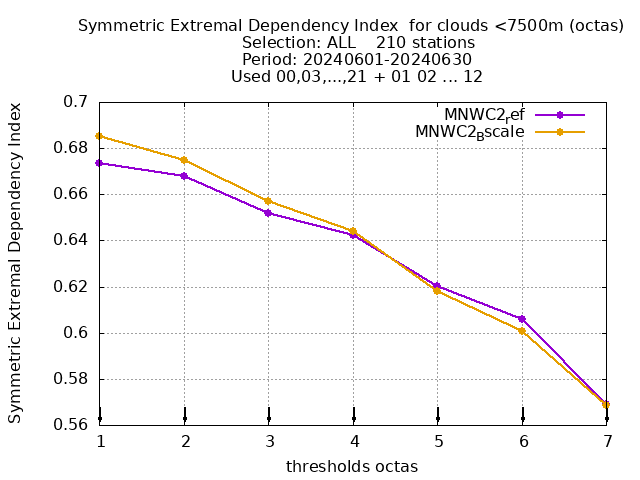 Symmetric Extremal Dependency Index  for clouds <7500m (octas)
Selection: ALL    210 stations
Period: 20240601-20240630
Used 00,03,...,21 + 01 02 ... 12
Symmetric Extremal Dependency Index
0.7
0.68
0.66
0.64
0.62
0.6
0.58
0.56
MNWC2ref
MNWC2Bscale
1 2 3 4 5 6 7
thresholds octas